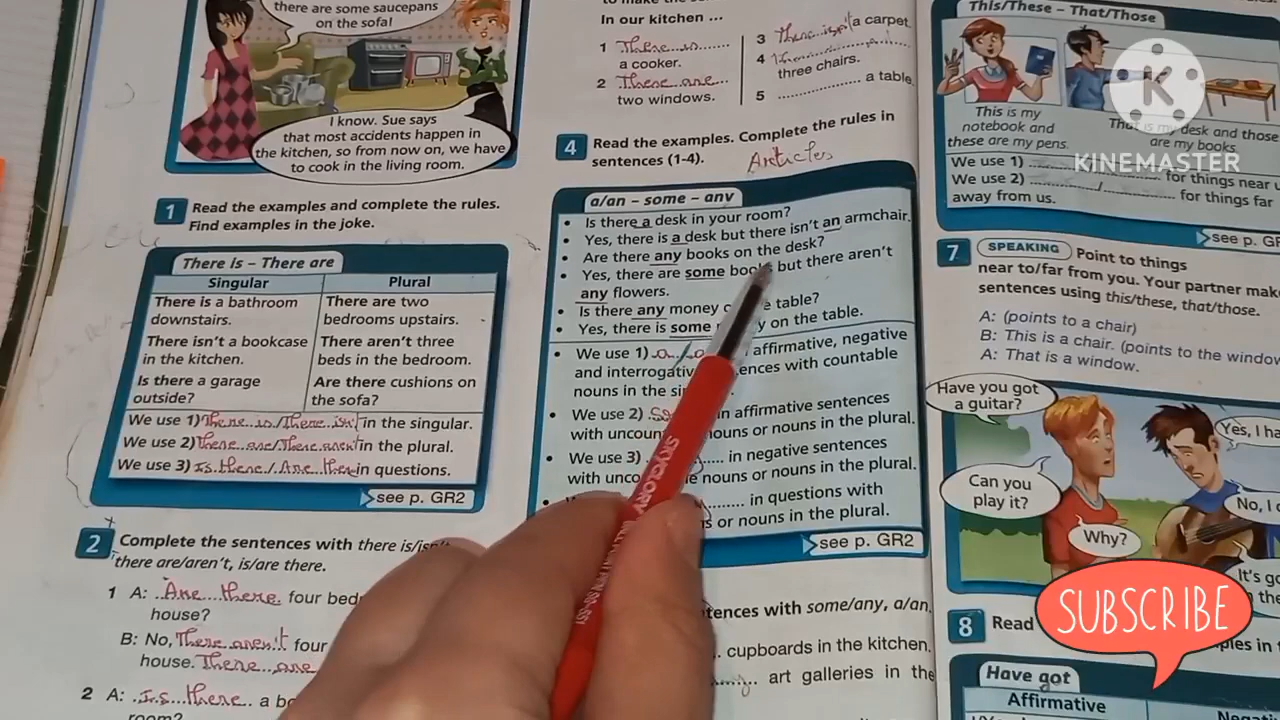 there are some saucepans
on the sofa!
I know. Sue says
that most accidents happen in
the kitchen, so from now on, we have
to cook in the living room.
1 Read the examples and complete the rules.
Find examples in the joke.
There is – There are
Singular Plural
There is a bathroom
downstairs.
There are two
bedrooms upstairs.
There isn't a bookcase
in the kitchen.
There aren't three
beds in the bedroom.
Is there a garage
outside?
Are there cushions on
the sofa?
We use 1) There is / There isn't in the singular.
We use 2) There are / There aren't in the plural.
We use 3) Is there / Are there in questions.
see p. GR2
2 Complete the sentences with there is/isn't
there are/aren't, is/are there.
1 A: Are there four
house?
B: No, There aren't four
house. There are
2 A: Is there a
room?
In our kitchen ...
1 There is
a cooker.
2 There are
two windows.
3 There isn't a carpet.
4
three chairs.
5 a table
4 Read the examples. Complete the rules in
sentences (1-4).
Articles
a/an – some – any
• Is there a desk in your room?
• Yes, there is a desk but there isn't an armchair.
• Are there any books on the desk?
• Yes, there are some books but there aren't
any flowers.
• Is there any money table?
• Yes, there is some on the table.
• We use 1) a affirmative, negative
and with countable
nouns in the
• We use 2) in affirmative sentences
with nouns or nouns in the plural.
• We use 3) in negative sentences
with nouns or nouns in the plural.
in questions with
or nouns in the plural.
see p. GR2
with some/any, a/an.
cupboards in the kitchen.
art galleries in the
This/These – That/Those
This is my
notebook and
these are my pens.
That is my desk and those
are my books.
We use 1) for things near
We use 2) / for things far
away from us.
see p.
7 SPEAKING Point to things
near to/far from you. Your partner
sentences using this/these, that/those.
A: (points to a chair)
B: This is a chair. (points to the
A: That is a window.
Have you got
a guitar?
Yes, I
Can you
play it?
No, I
Why?
It's
the
8 Read
in
Have got
Affirmative
K
KINEMASTER
SUBSCRIBE